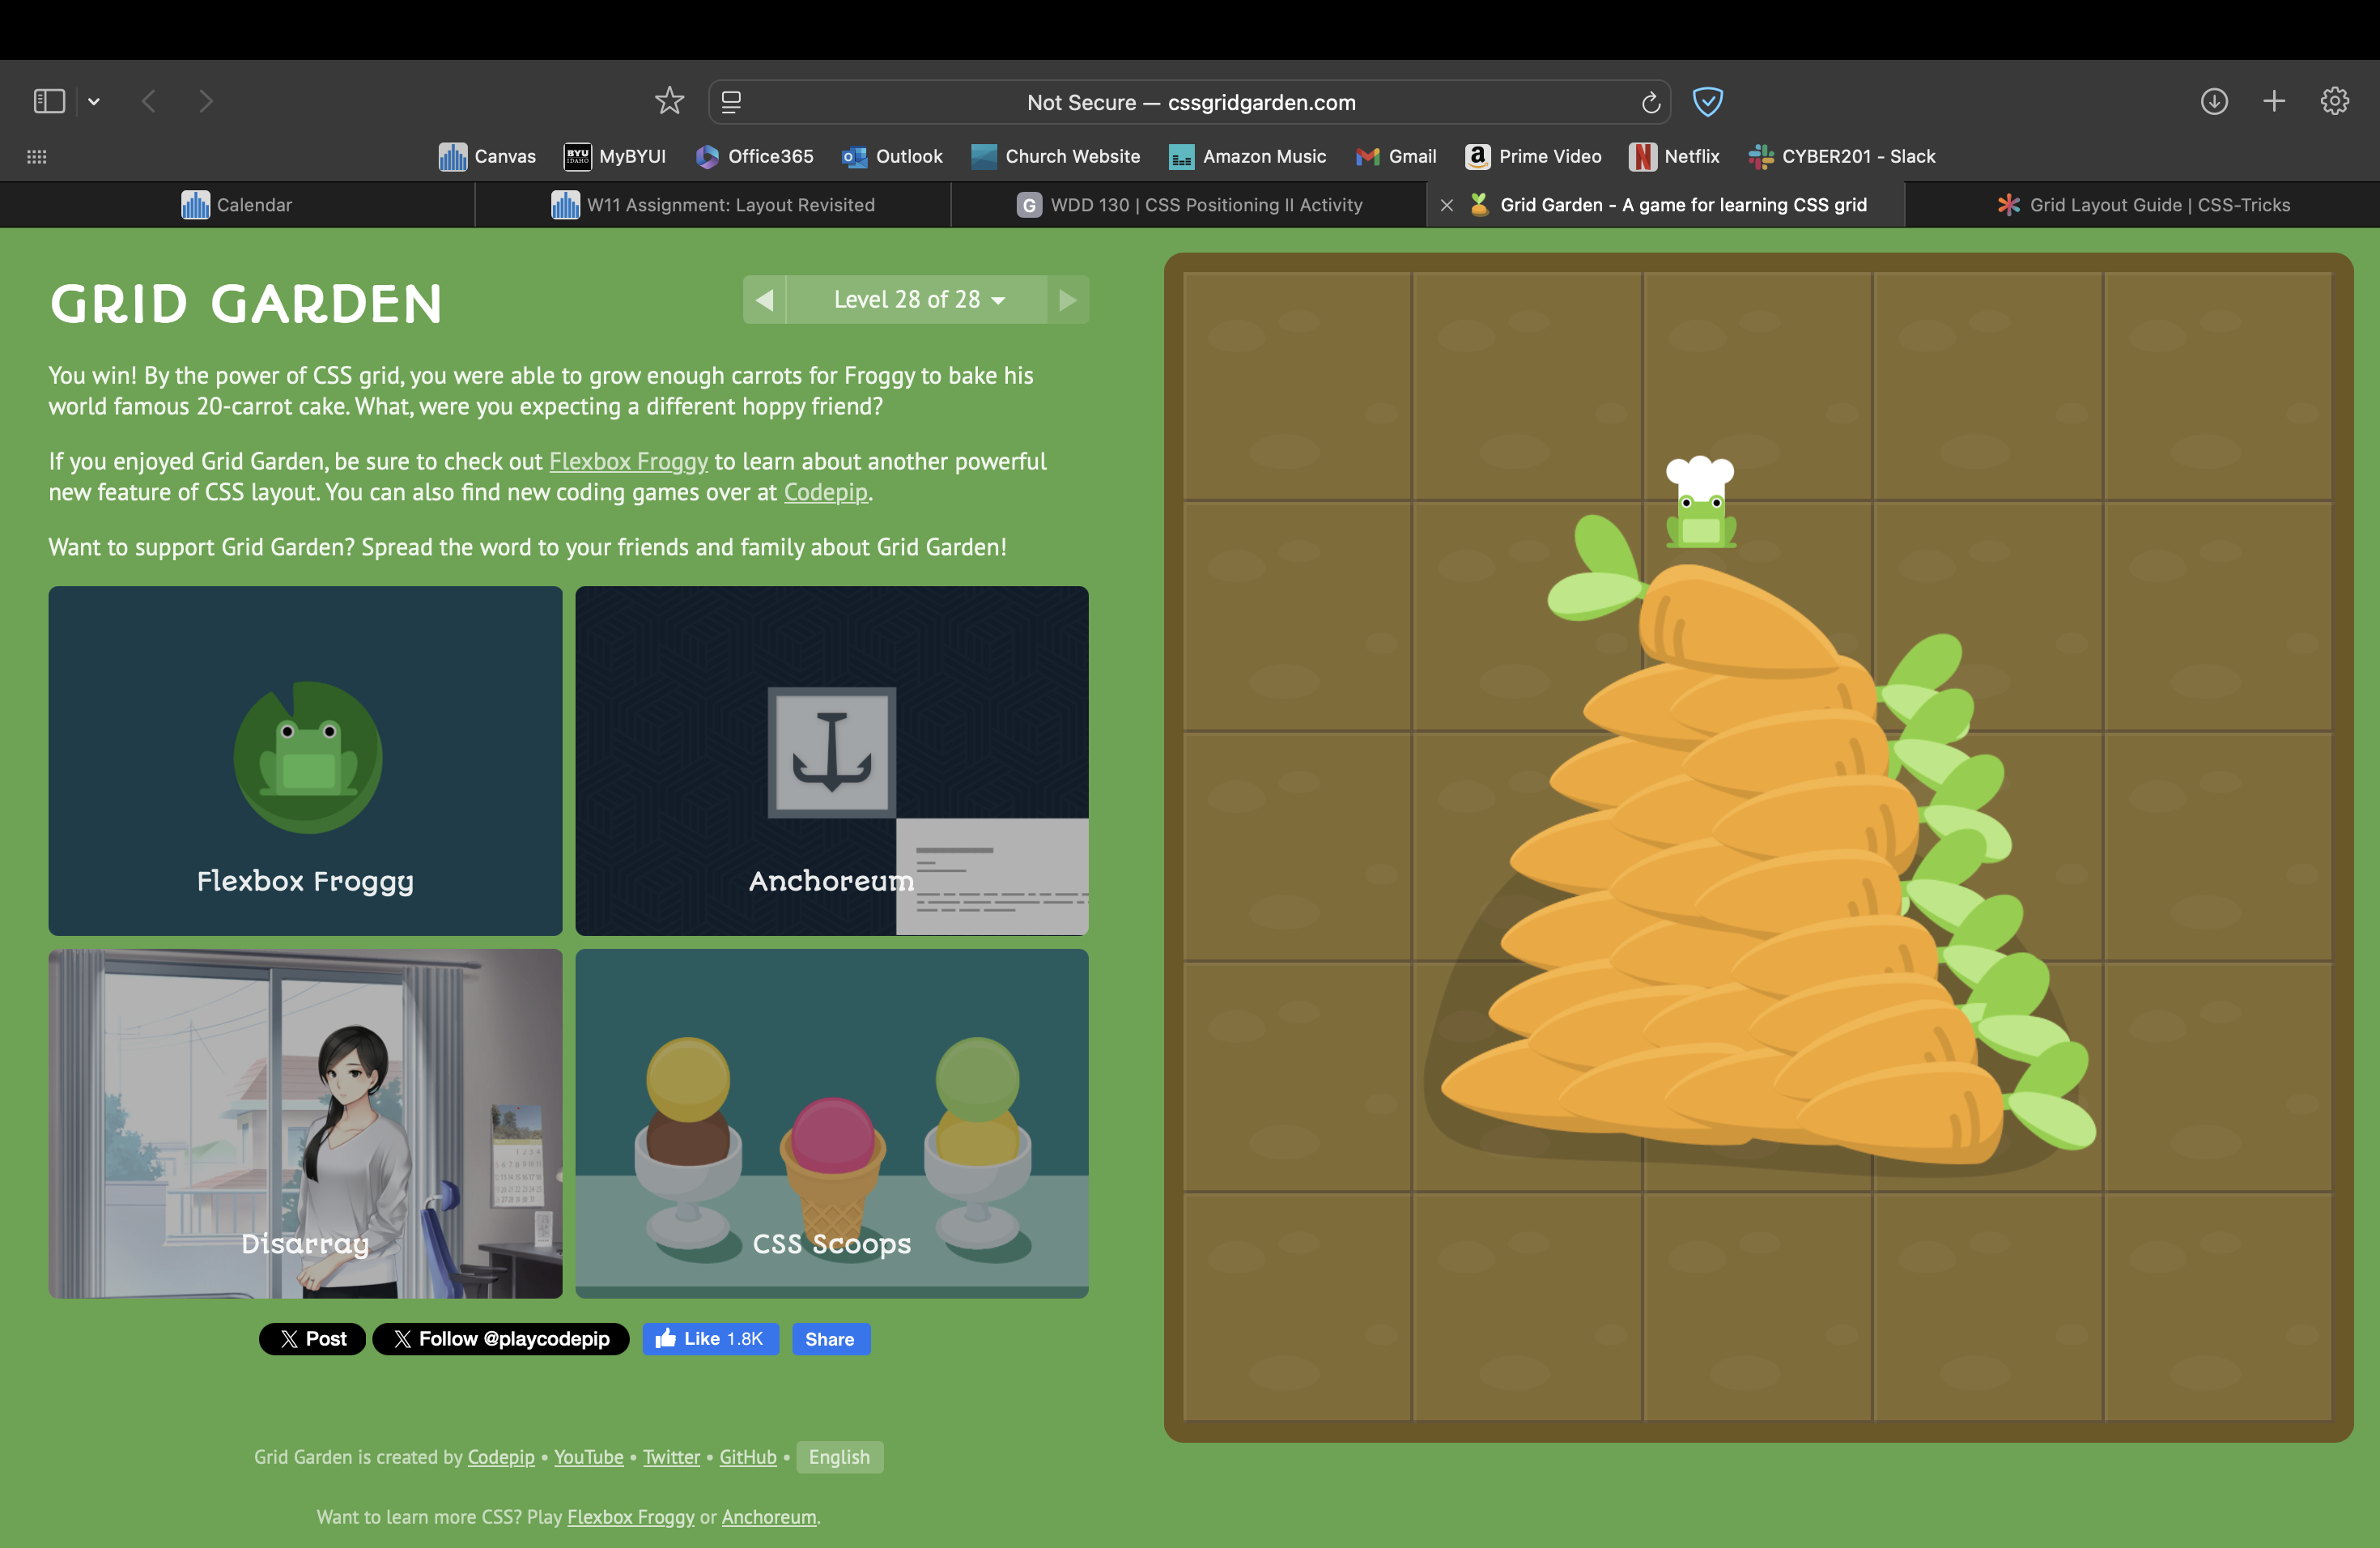 Not Secure — cssgridgarden.com
Canvas
BYU
IDAHO
MyBYUI
Office365
Outlook
Church Website
Amazon Music
Gmail
Prime Video
Netflix
CYBER201 - Slack
Calendar
W11 Assignment: Layout Revisited
G WDD 130 | CSS Positioning II Activity
Grid Garden - A game for learning CSS grid
Grid Layout Guide | CSS-Tricks
GRID GARDEN
Level 28 of 28
You win! By the power of CSS grid, you were able to grow enough carrots for Froggy to bake his
world famous 20-carrot cake. What, were you expecting a different hoppy friend?
If you enjoyed Grid Garden, be sure to check out Flexbox Froggy to learn about another powerful
new feature of CSS layout. You can also find new coding games over at Codepip.
Want to support Grid Garden? Spread the word to your friends and family about Grid Garden!
Flexbox Froggy
Anchoreum
Disarray
CSS Scoops
Post
Follow @playcodepip
Like 1.8K
Share
Grid Garden is created by Codepip • YouTube • Twitter • GitHub • English
Want to learn more CSS? Play Flexbox Froggy or Anchoreum.